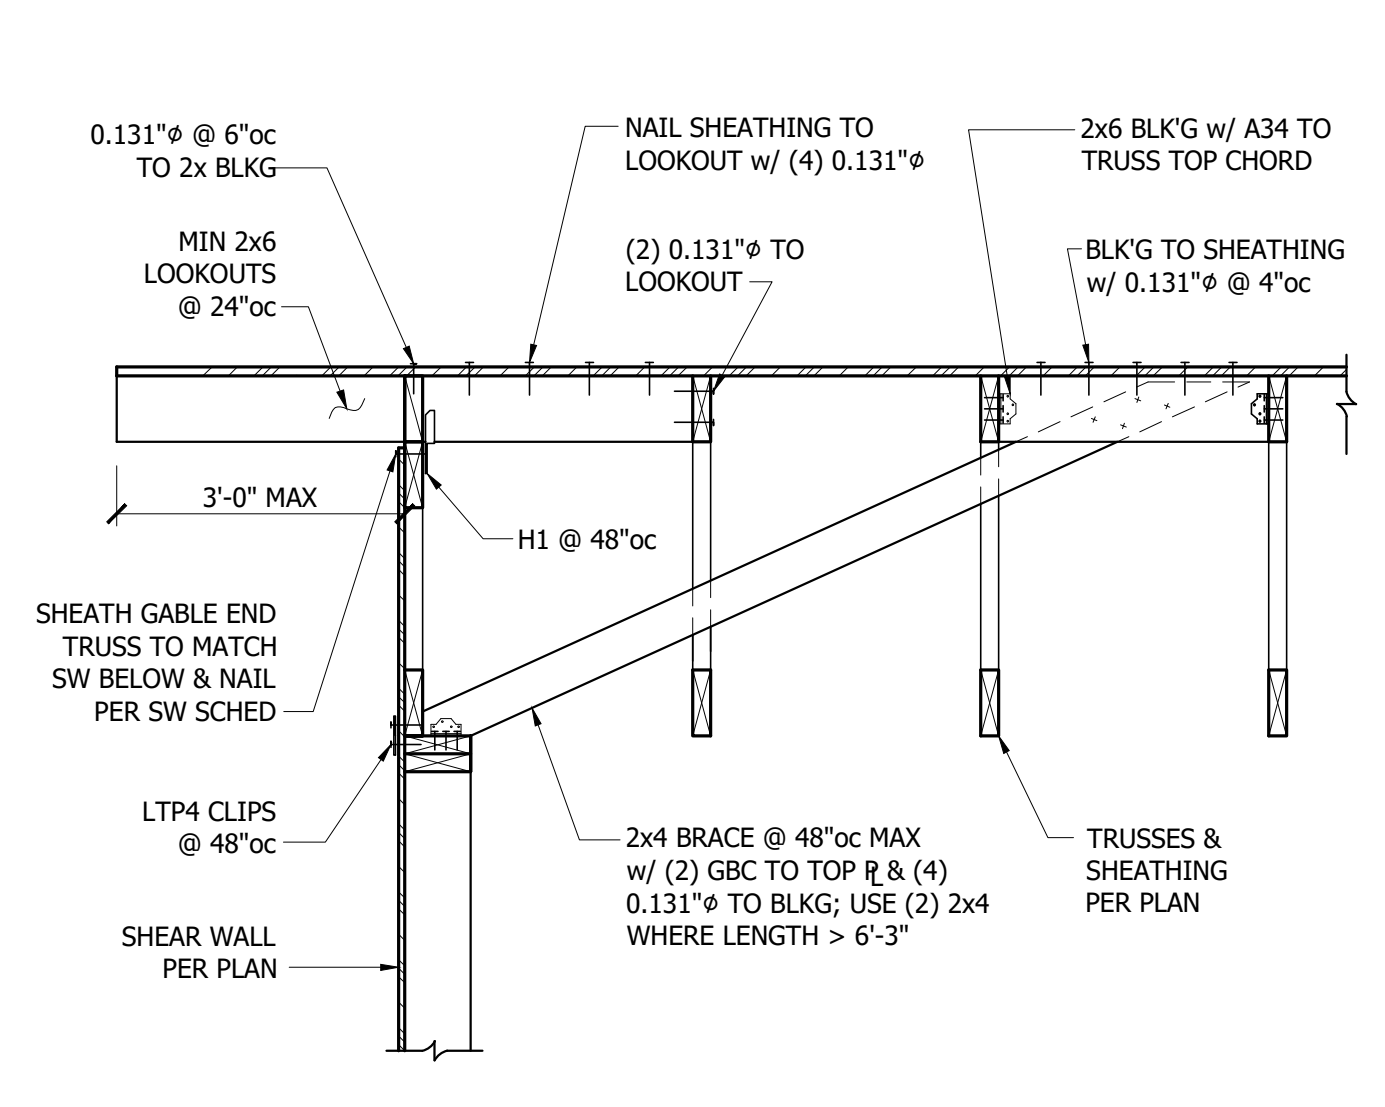 0.131"⌀ @ 6"oc
TO 2x BLKG
MIN 2x6
LOOKOUTS
@ 24"oc
NAIL SHEATHING TO
LOOKOUT w/ (4) 0.131"⌀
(2) 0.131"⌀ TO
LOOKOUT
2x6 BLK'G w/ A34 TO
TRUSS TOP CHORD
BLK'G TO SHEATHING
w/ 0.131"⌀ @ 4"oc
3'-0" MAX
H1 @ 48"oc
SHEATH GABLE END
TRUSS TO MATCH
SW BELOW & NAIL
PER SW SCHED
LTP4 CLIPS
@ 48"oc
SHEAR WALL
PER PLAN
2x4 BRACE @ 48"oc MAX
w/ (2) GBC TO TOP ⅊ & (4)
0.131"⌀ TO BLKG; USE (2) 2x4
WHERE LENGTH > 6'-3"
TRUSSES &
SHEATHING
PER PLAN